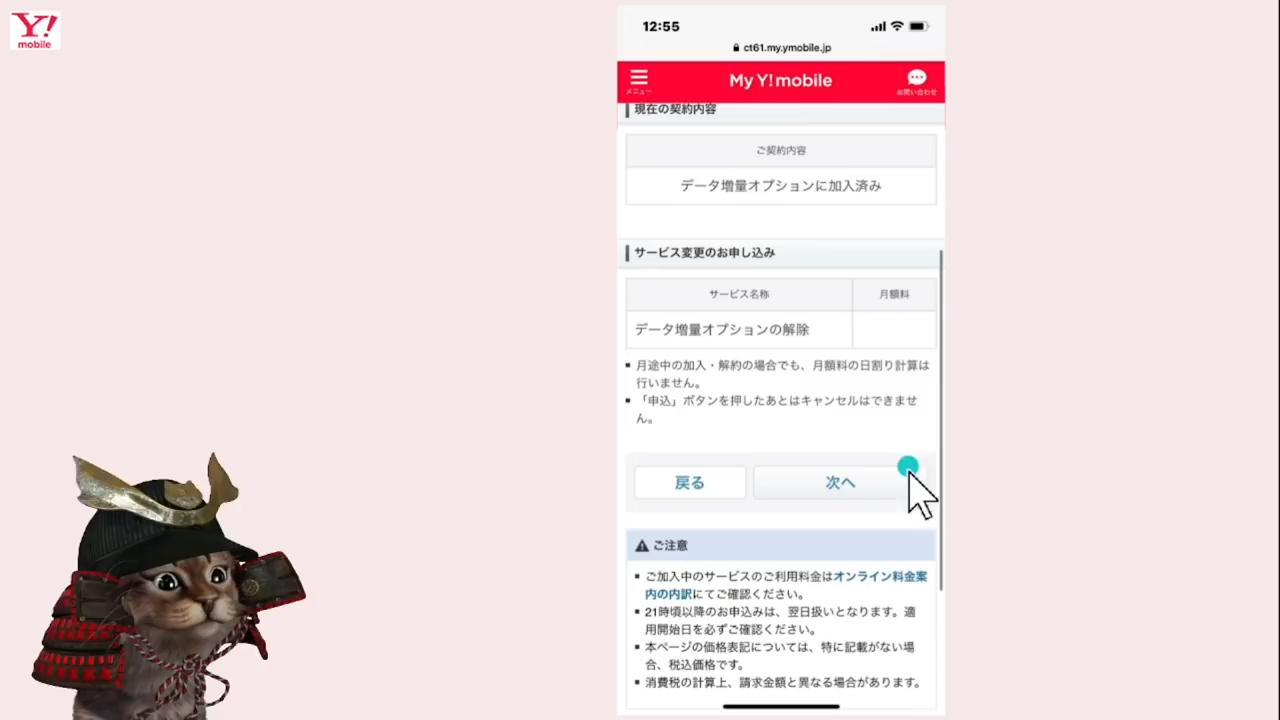 Y!
mobile
12:55
ct61.my.ymobile.jp
メニュー
My Y!mobile
お問い合わせ
現在の契約内容
ご契約内容
データ増量オプションに加入済み
サービス変更のお申し込み
サービス名称 月額料
データ増量オプションの解除
月途中の加入・解約の場合でも、月額料の日割り計算は
行いません。
「申込」ボタンを押したあとはキャンセルはできませ
ん。
戻る 次へ
ご注意
ご加入中のサービスのご利用料金はオンライン料金案
内の内訳にてご確認ください。
21時頃以降のお申込みは、翌日扱いとなります。適
用開始日を必ずご確認ください。
本ページの価格表記については、特に記載がない場
合、税込価格です。
消費税の計算上、請求金額と異なる場合があります。